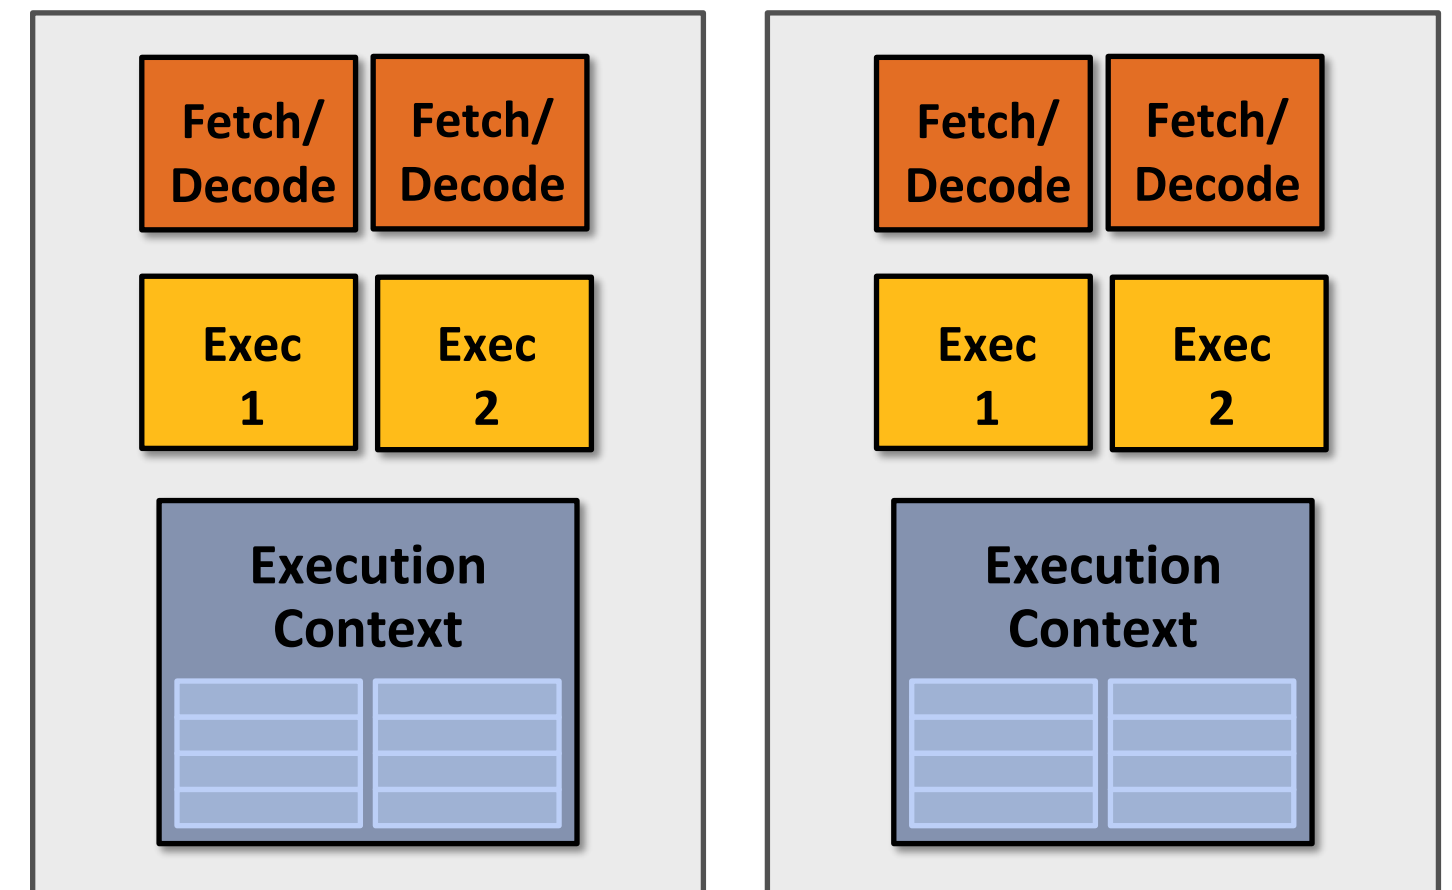 Fetch/
Decode
Fetch/
Decode
Exec
1
Exec
2
Execution
Context
Fetch/
Decode
Fetch/
Decode
Exec
1
Exec
2
Execution
Context